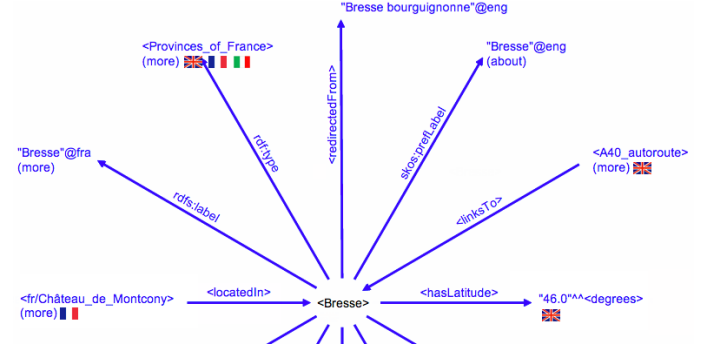 "Bresse bourguignonne"@eng
<Provinces_of_France>
(more)
"Bresse"@eng
(about)
<redirectedFrom>
rdf:type
skos:prefLabel
"Bresse"@fra
(more)
<A40_autoroute>
(more)
rdfs:label
<linksTo>
<fr/Château_de_Montcony>
(more)
<locatedIn>
<Bresse>
<hasLatitude>
"46.0"^^<degrees>